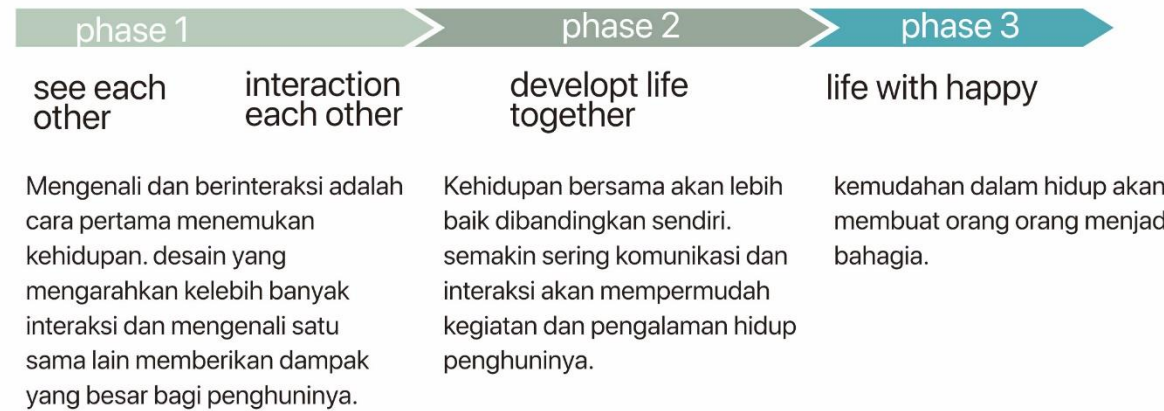 phase 1
phase 2
phase 3
see each
other
interaction
each other
developt life
together
life with happy
Mengenali dan berinteraksi adalah
cara pertama menemukan
kehidupan. desain yang
mengarahkan kelebih banyak
interaksi dan mengenali satu
sama lain memberikan dampak
yang besar bagi penghuninya.
Kehidupan bersama akan lebih
baik dibandingkan sendiri.
semakin sering komunikasi dan
interaksi akan mempermudah
kegiatan dan pengalaman hidup
penghuninya.
kemudahan dalam hidup akan
membuat orang orang menjad
bahagia.